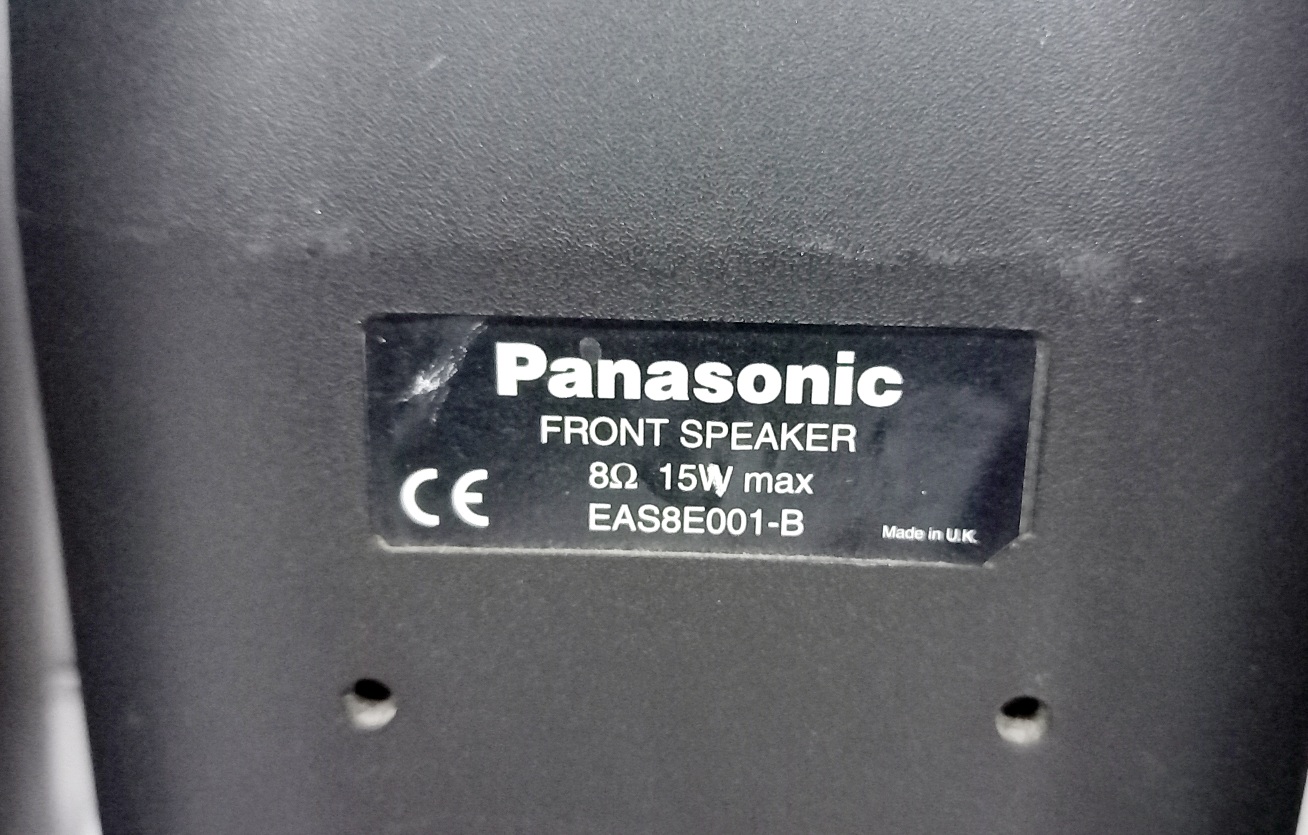 Panasonic
FRONT SPEAKER
8Ω 15W max
EAS8E001-B
CE
Made in U.K.